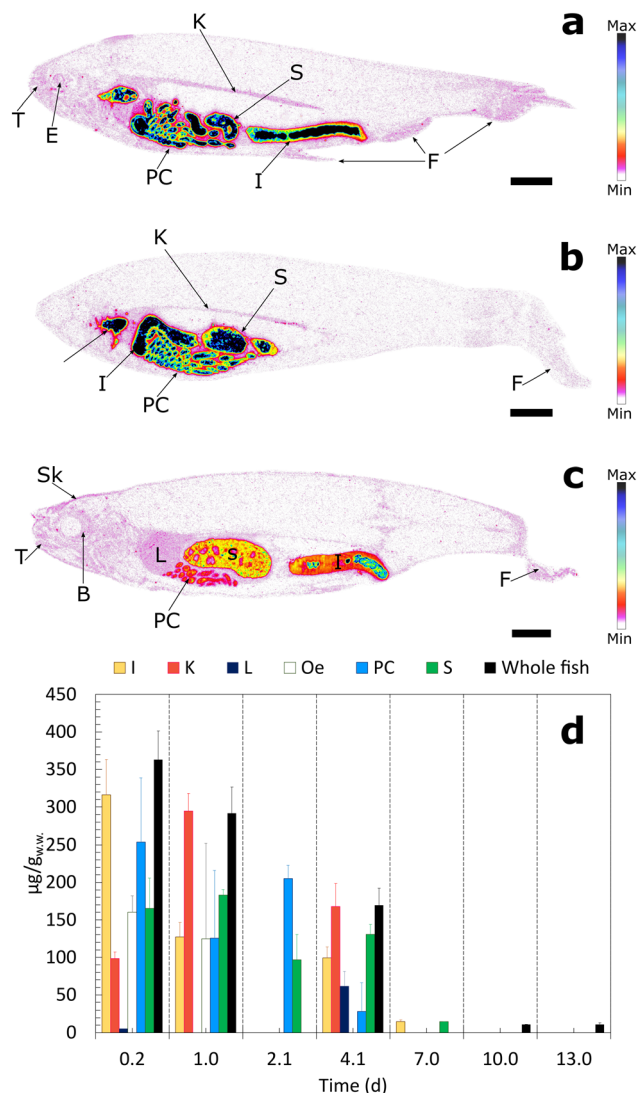 a
Max
K
S
T
E
PC
I
F
Min
b
Max
K
S
I
PC
F
Min
c
Max
Sk
T
B
L
s
I
PC
F
Min
I K L Oe PC S Whole fish
d
450
400
350
300
250
200
150
100
50
0
µg/gw.w.
0.2 1.0 2.1 4.1 7.0 10.0 13.0
Time (d)